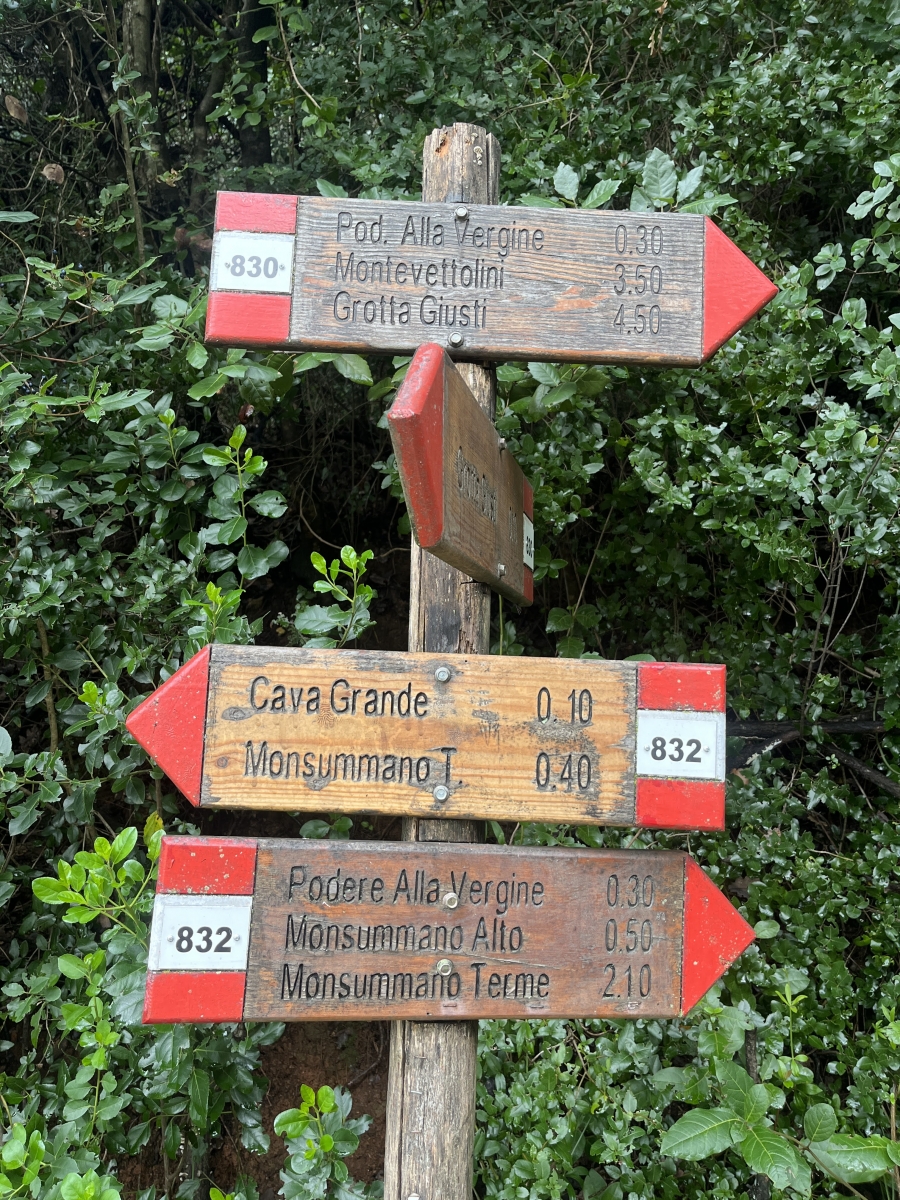 830
Pod. Alla Vergine 0.30
Montevettolini 3.50
Grotta Giusti 4.50
Cava Grande 0.10
832
Monsummano T. 0.40
832
Podere Alla Vergine 0.30
Monsummano Alto 0.50
Monsummano Terme 2.10